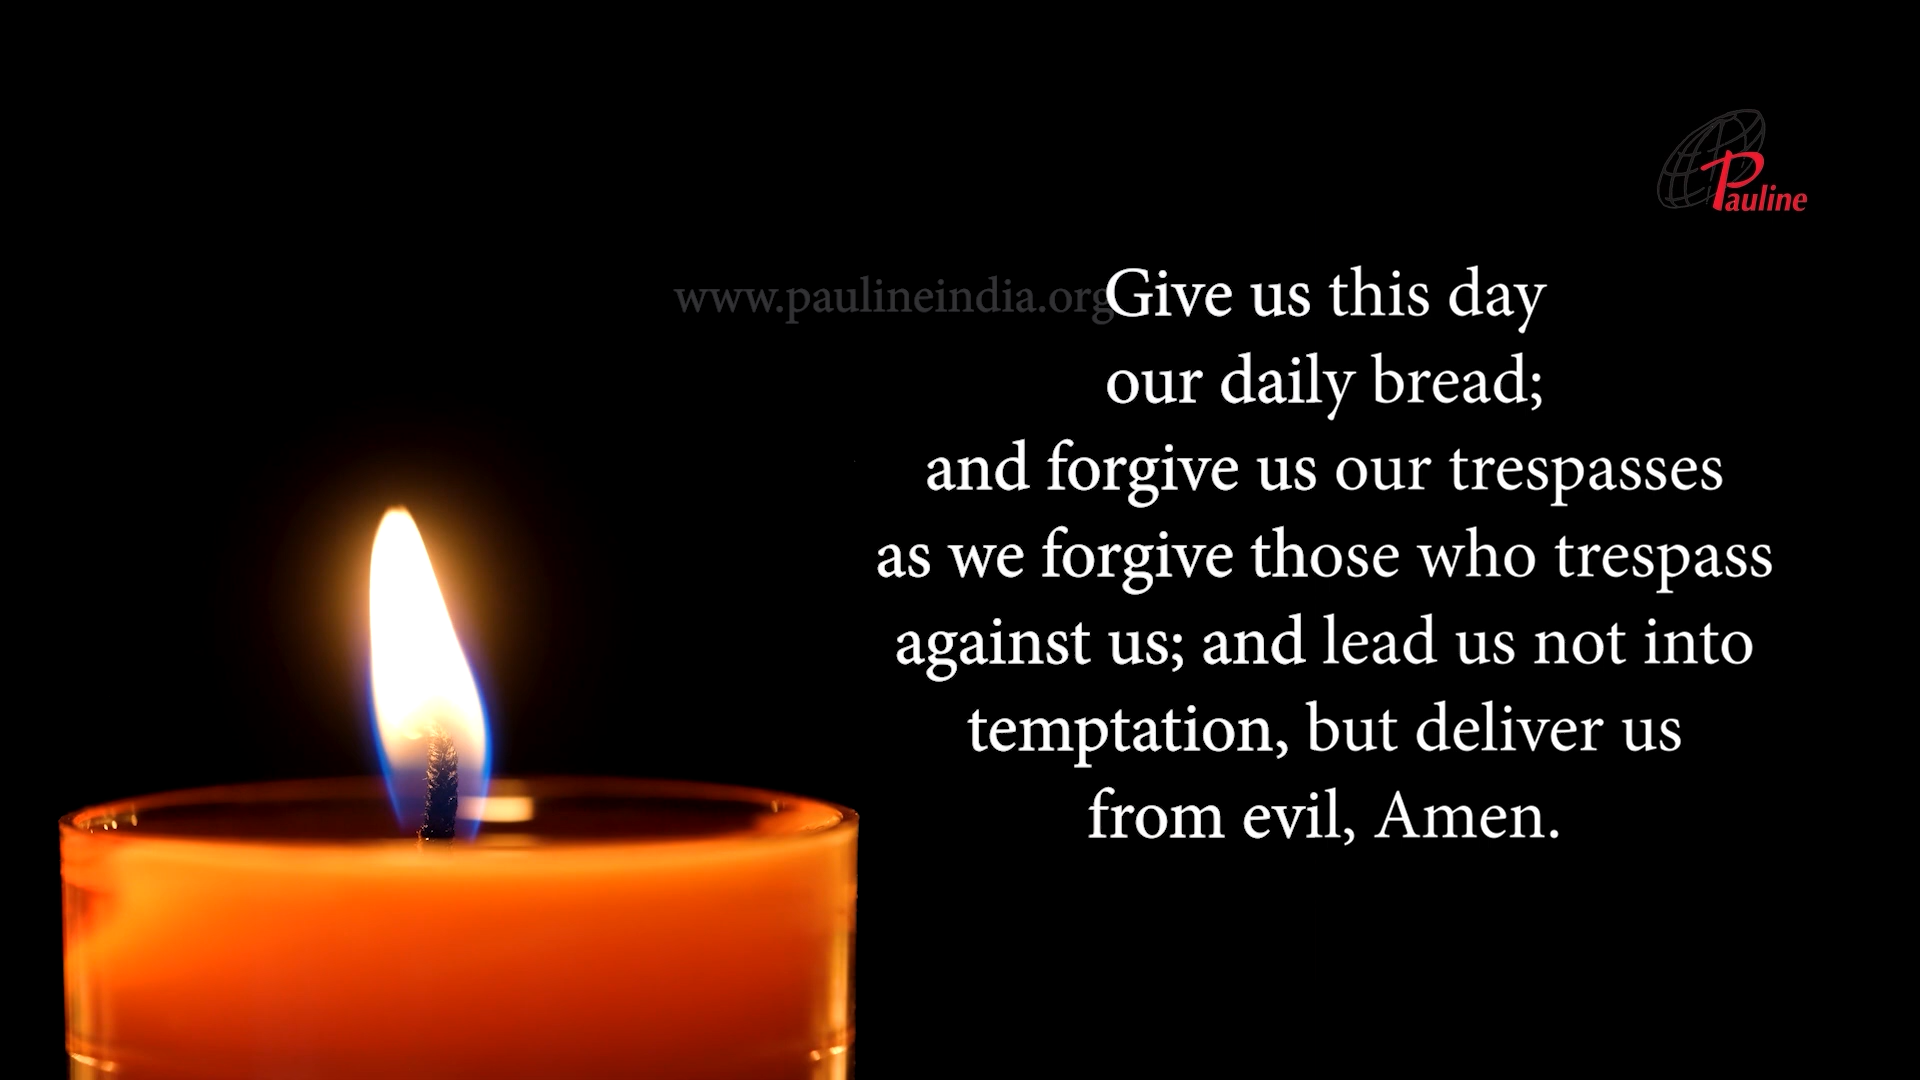 Pauline
www.paulineindia.org
Give us this day
our daily bread;
and forgive us our trespasses
as we forgive those who trespass
against us; and lead us not into
temptation, but deliver us
from evil, Amen.